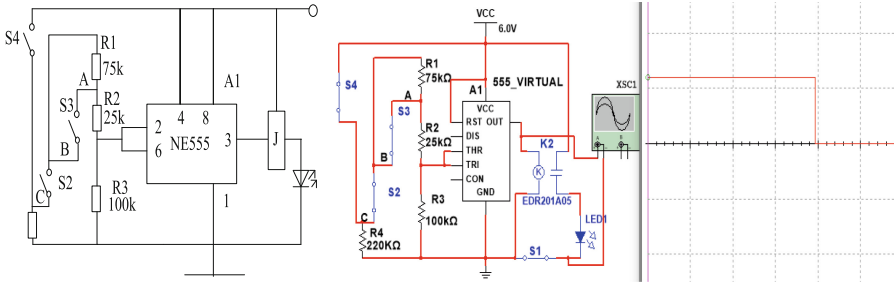 S4
R1
75k
A
S3
R2
25k
B
S2
C
R3
100k
A1
4 8
2
6
NE555
3
1
J
VCC
6.0V
S4
R1
75kΩ
A
S3
R2
25kΩ
B
S2
C
R4
220KΩ
R3
100kΩ
555_VIRTUAL
A1
VCC
RST OUT
DIS
THR
TRI
CON
GND
K2
K
EDR201A05
LED1
S1
XSC1
A B